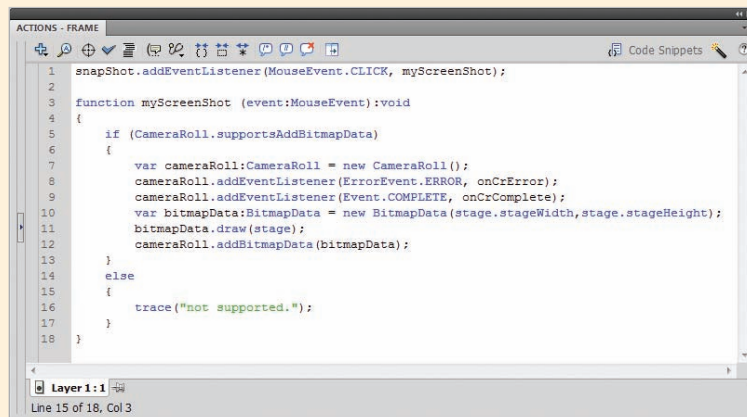 ACTIONS - FRAME
Code Snippets
1 snapShot.addEventListener(MouseEvent.CLICK, myScreenShot);
2
3 function myScreenShot (event:MouseEvent):void
4 {
5 if (CameraRoll.supportsAddBitmapData)
6 {
7 var cameraRoll:CameraRoll = new CameraRoll();
8 cameraRoll.addEventListener(ErrorEvent.ERROR, onCrError);
9 cameraRoll.addEventListener(Event.COMPLETE, onCrComplete);
10 var bitmapData:BitmapData = new BitmapData(stage.stageWidth,stage.stageHeight);
11 bitmapData.draw(stage);
12 cameraRoll.addBitmapData(bitmapData);
13 }
14 else
15 {
16 trace("not supported.");
17 }
18 }
Layer 1 : 1
Line 15 of 18, Col 3